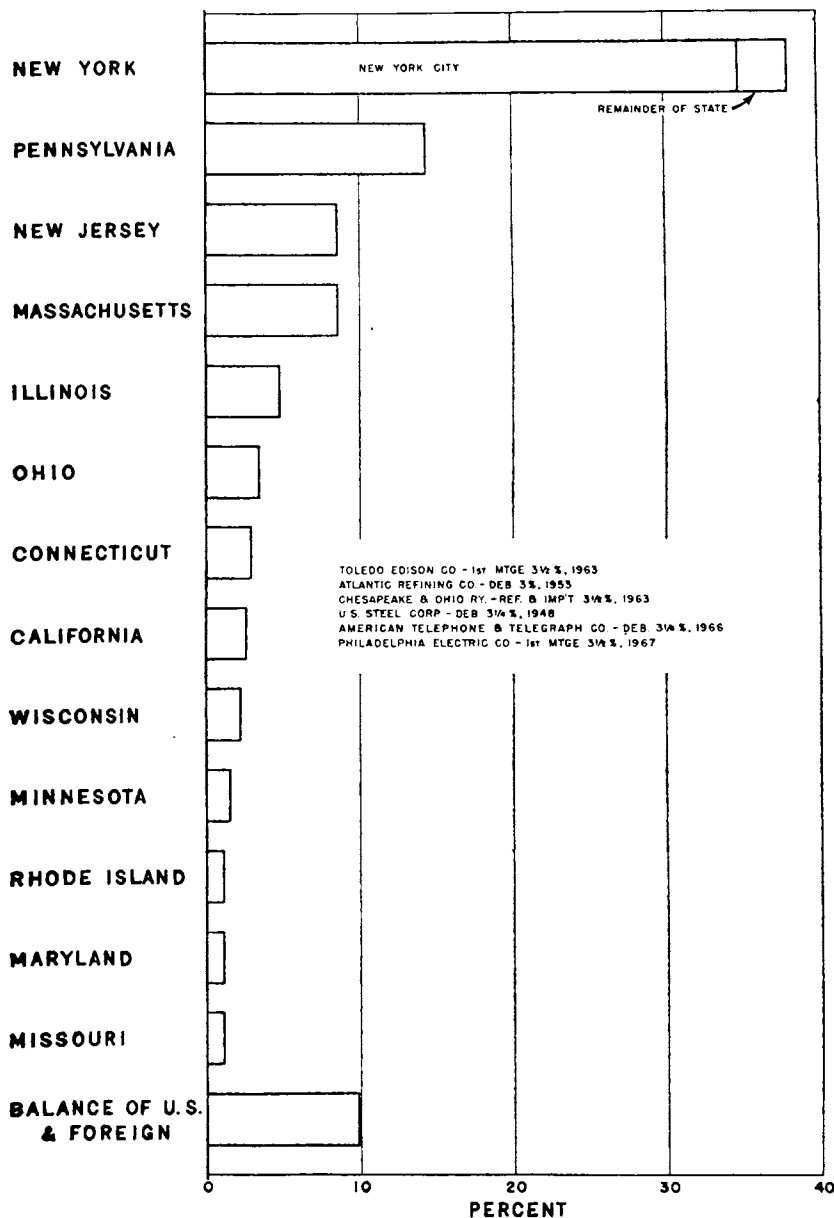 NEW YORK
NEW YORK CITY
REMAINDER OF STATE
PENNSYLVANIA
NEW JERSEY
MASSACHUSETTS
ILLINOIS
OHIO
CONNECTICUT
TOLEDO EDISON CO - 1st MTGE 3½%, 1963
ATLANTIC REFINING CO - DEB 3%, 1953
CHESAPEAKE & OHIO RY. - REF. & IMP'T 3½%, 1963
U.S. STEEL CORP - DEB 3¼%, 1948
AMERICAN TELEPHONE & TELEGRAPH CO. - DEB. 3¼%, 1966
PHILADELPHIA ELECTRIC CO - 1st MTGE 3½%, 1967
CALIFORNIA
WISCONSIN
MINNESOTA
RHODE ISLAND
MARYLAND
MISSOURI
BALANCE OF U.S.
& FOREIGN
0 10 20 30 40
PERCENT